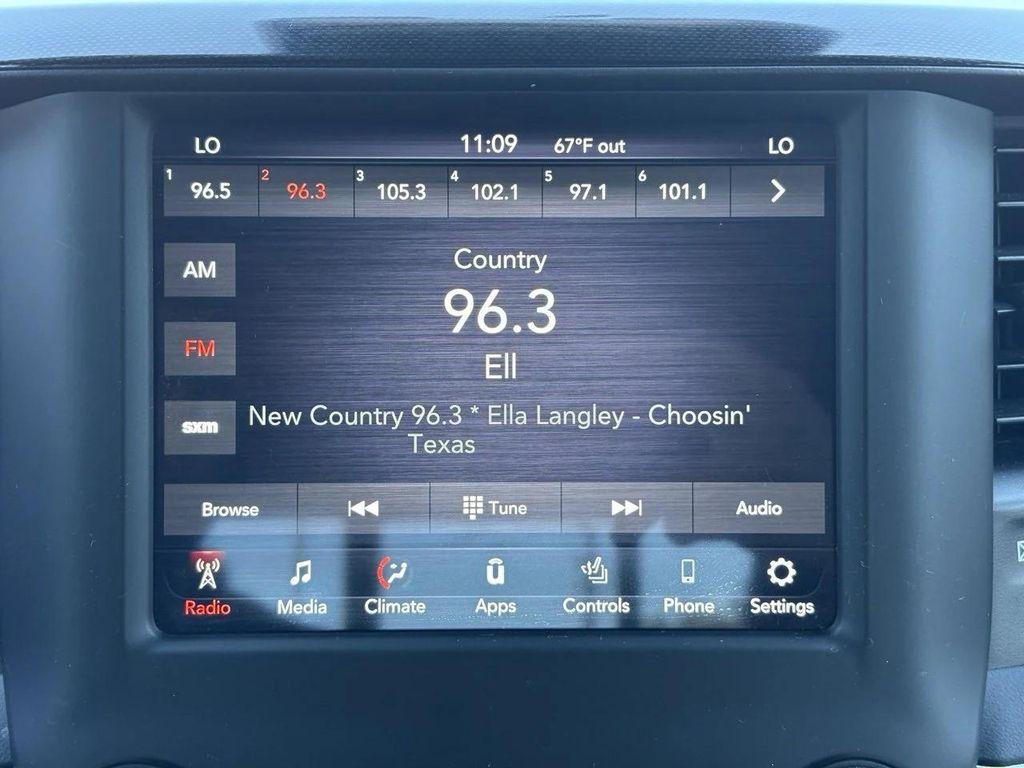 LO 11:09 67°F out LO
1 96.5 2 96.3 3 105.3 4 102.1 5 97.1 6 101.1
Country
AM
96.3
FM
Ell
sxm
New Country 96.3 * Ella Langley - Choosin'
Texas
Browse Tune Audio
Radio Media Climate Apps Controls Phone Settings